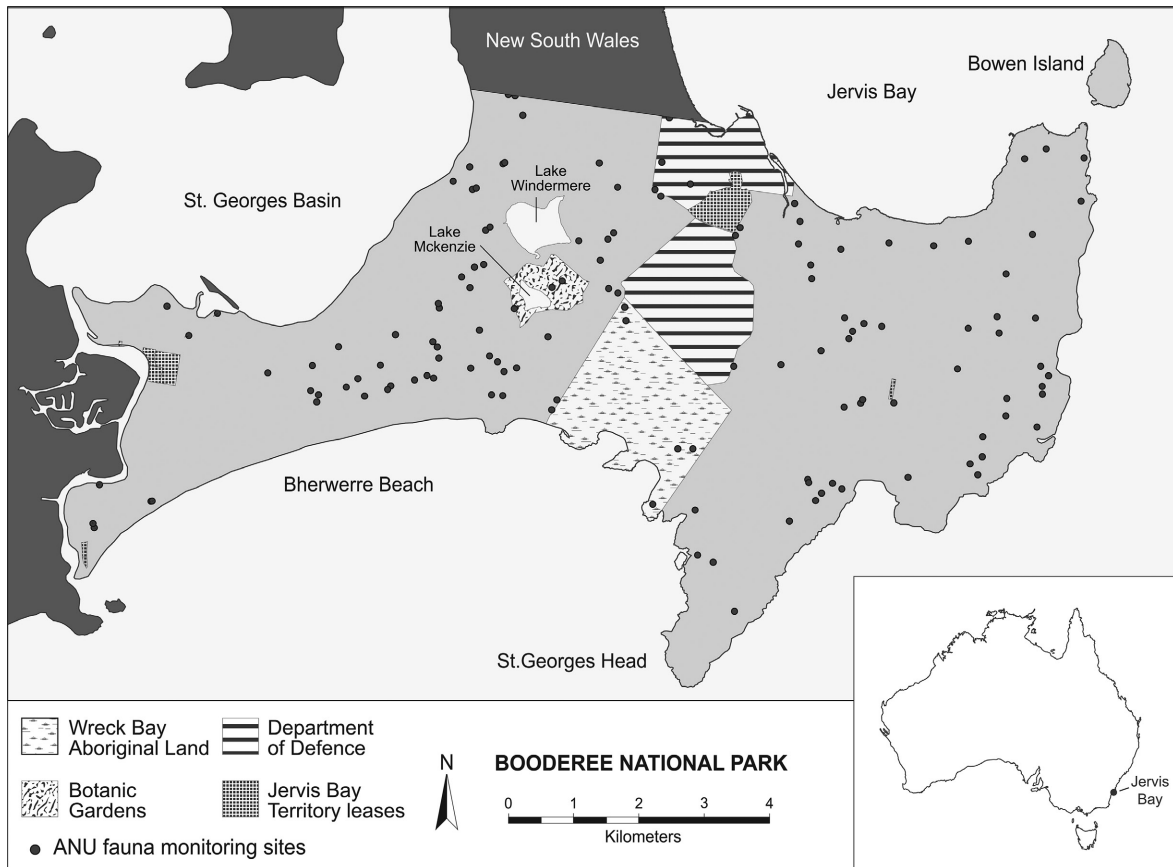 New South Wales
Bowen Island
Jervis Bay
Lake
Windermere
St. Georges Basin
Lake
Mckenzie
Bherwerre Beach
St.Georges Head
Wreck Bay
Aboriginal Land
Department
of Defence
Botanic
Gardens
Jervis Bay
Territory leases
ANU fauna monitoring sites
N
BOODEREE NATIONAL PARK
0 1 2 3 4
Kilometers
Jervis
Bay